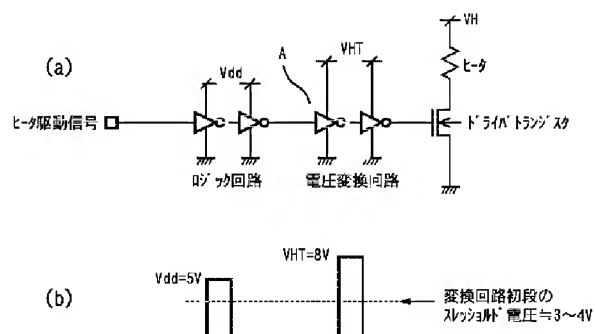 (a)
VH
ヒータ
Vdd
A
VHT
ヒータ駆動信号
ドライバトランジスタ
ロジック回路
電圧変換回路
(b)
Vdd=5V
VHT=8V
変換回路初段の
スレッショルド電圧≒3～4V